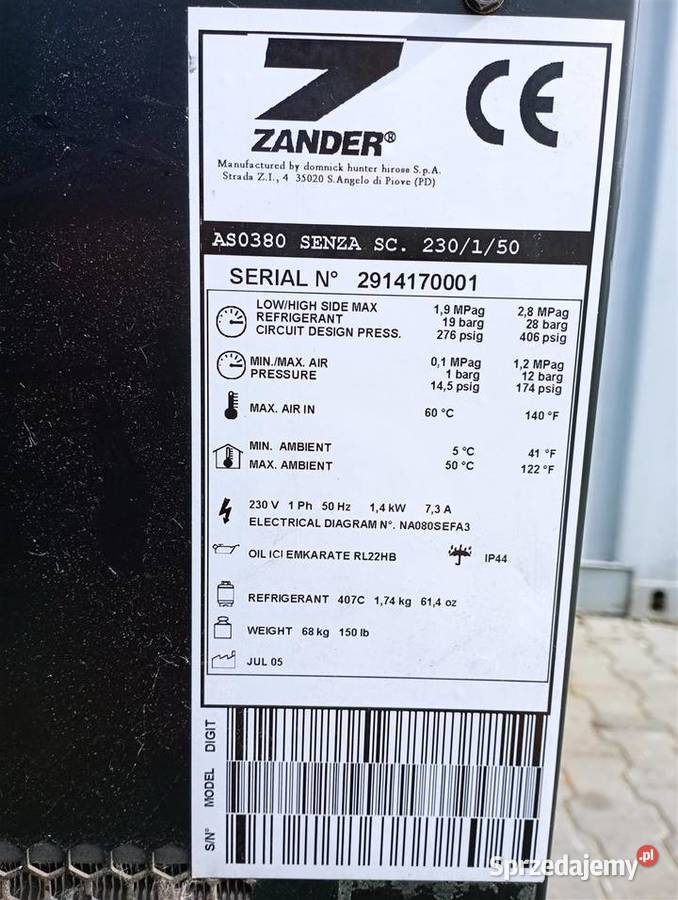 Z
CE
ZANDER®
Manufactured by domnick hunter hiross S.p.A.
Strada Z.I., 4 35020 S.Angelo di Piove (PD)
AS0380 SENZA SC. 230/1/50
SERIAL N° 2914170001
LOW/HIGH SIDE MAX 1,9 MPag 2,8 MPag
REFRIGERANT 19 barg 28 barg
CIRCUIT DESIGN PRESS. 276 psig 406 psig
MIN./MAX. AIR 0,1 MPag 1,2 MPag
PRESSURE 1 barg 12 barg
14,5 psig 174 psig
MAX. AIR IN 60 °C 140 °F
MIN. AMBIENT 5 °C 41 °F
MAX. AMBIENT 50 °C 122 °F
230 V 1 Ph 50 Hz 1,4 kW 7,3 A
ELECTRICAL DIAGRAM N°. NA080SEFA3
OIL ICI EMKARATE RL22HB IP44
REFRIGERANT 407C 1,74 kg 61,4 oz
WEIGHT 68 kg 150 lb
JUL 05
DIGIT
MODEL
S/N°
Sprzedajemy.pl